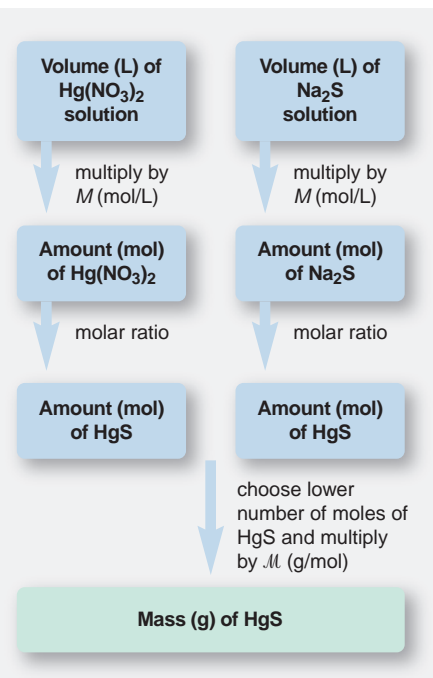 Volume (L) of
Hg(NO₃)₂
solution
Volume (L) of
Na₂S
solution
multiply by
M (mol/L)
multiply by
M (mol/L)
Amount (mol)
of Hg(NO₃)₂
Amount (mol)
of Na₂S
molar ratio
molar ratio
Amount (mol)
of HgS
Amount (mol)
of HgS
choose lower
number of moles of
HgS and multiply
by ℳ (g/mol)
Mass (g) of HgS